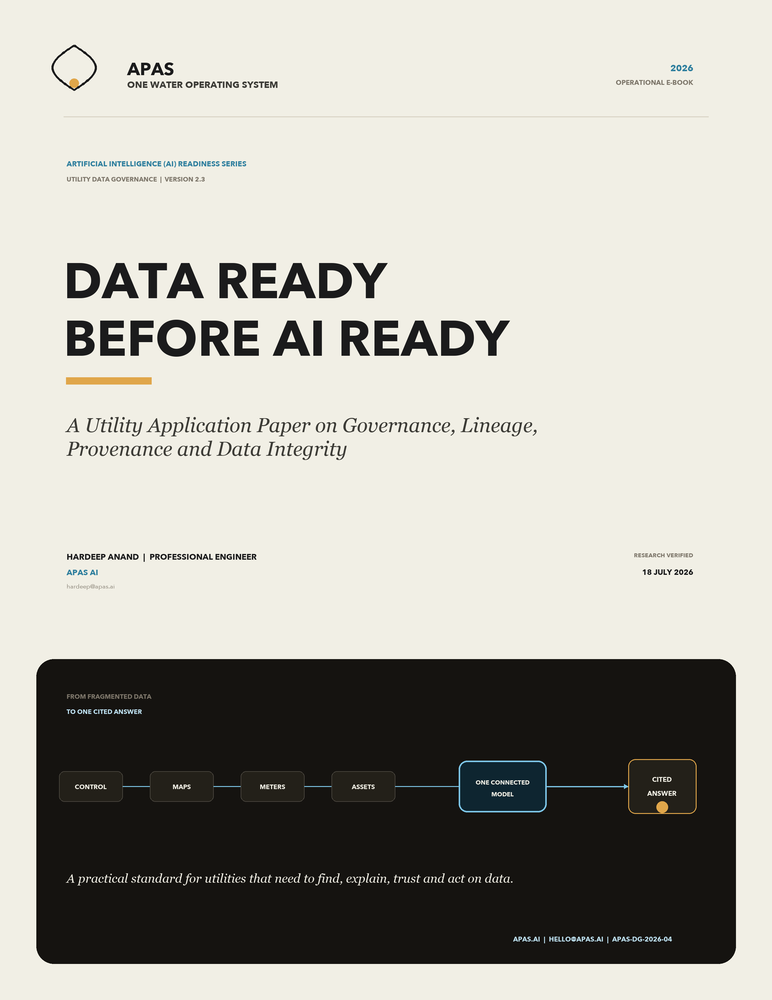 APAS
ONE WATER OPERATING SYSTEM
2026
OPERATIONAL E-BOOK
ARTIFICIAL INTELLIGENCE (AI) READINESS SERIES
UTILITY DATA GOVERNANCE | VERSION 2.3
DATA READY
BEFORE AI READY
A Utility Application Paper on Governance, Lineage,
Provenance and Data Integrity
HARDEEP ANAND | PROFESSIONAL ENGINEER
APAS AI
hardeep@apas.ai
RESEARCH VERIFIED
18 JULY 2026
FROM FRAGMENTED DATA
TO ONE CITED ANSWER
CONTROL
MAPS
METERS
ASSETS
ONE CONNECTED
MODEL
CITED
ANSWER
A practical standard for utilities that need to find, explain, trust and act on data.
APAS.AI | HELLO@APAS.AI | APAS-DG-2026-04